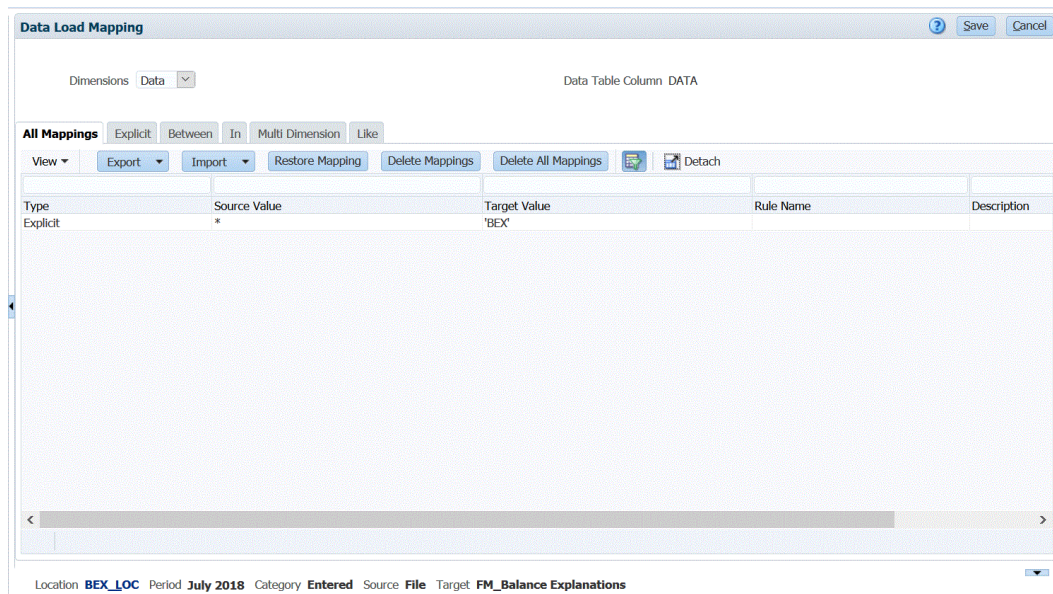 Data Load Mapping ? Save Cancel
Dimensions Data Data Table Column DATA
All Mappings Explicit Between In Multi Dimension Like
View Export Import Restore Mapping Delete Mappings Delete All Mappings Detach
Type Source Value Target Value Rule Name Description
Explicit * 'BEX'
Location BEX_LOC Period July 2018 Category Entered Source File Target FM_Balance Explanations